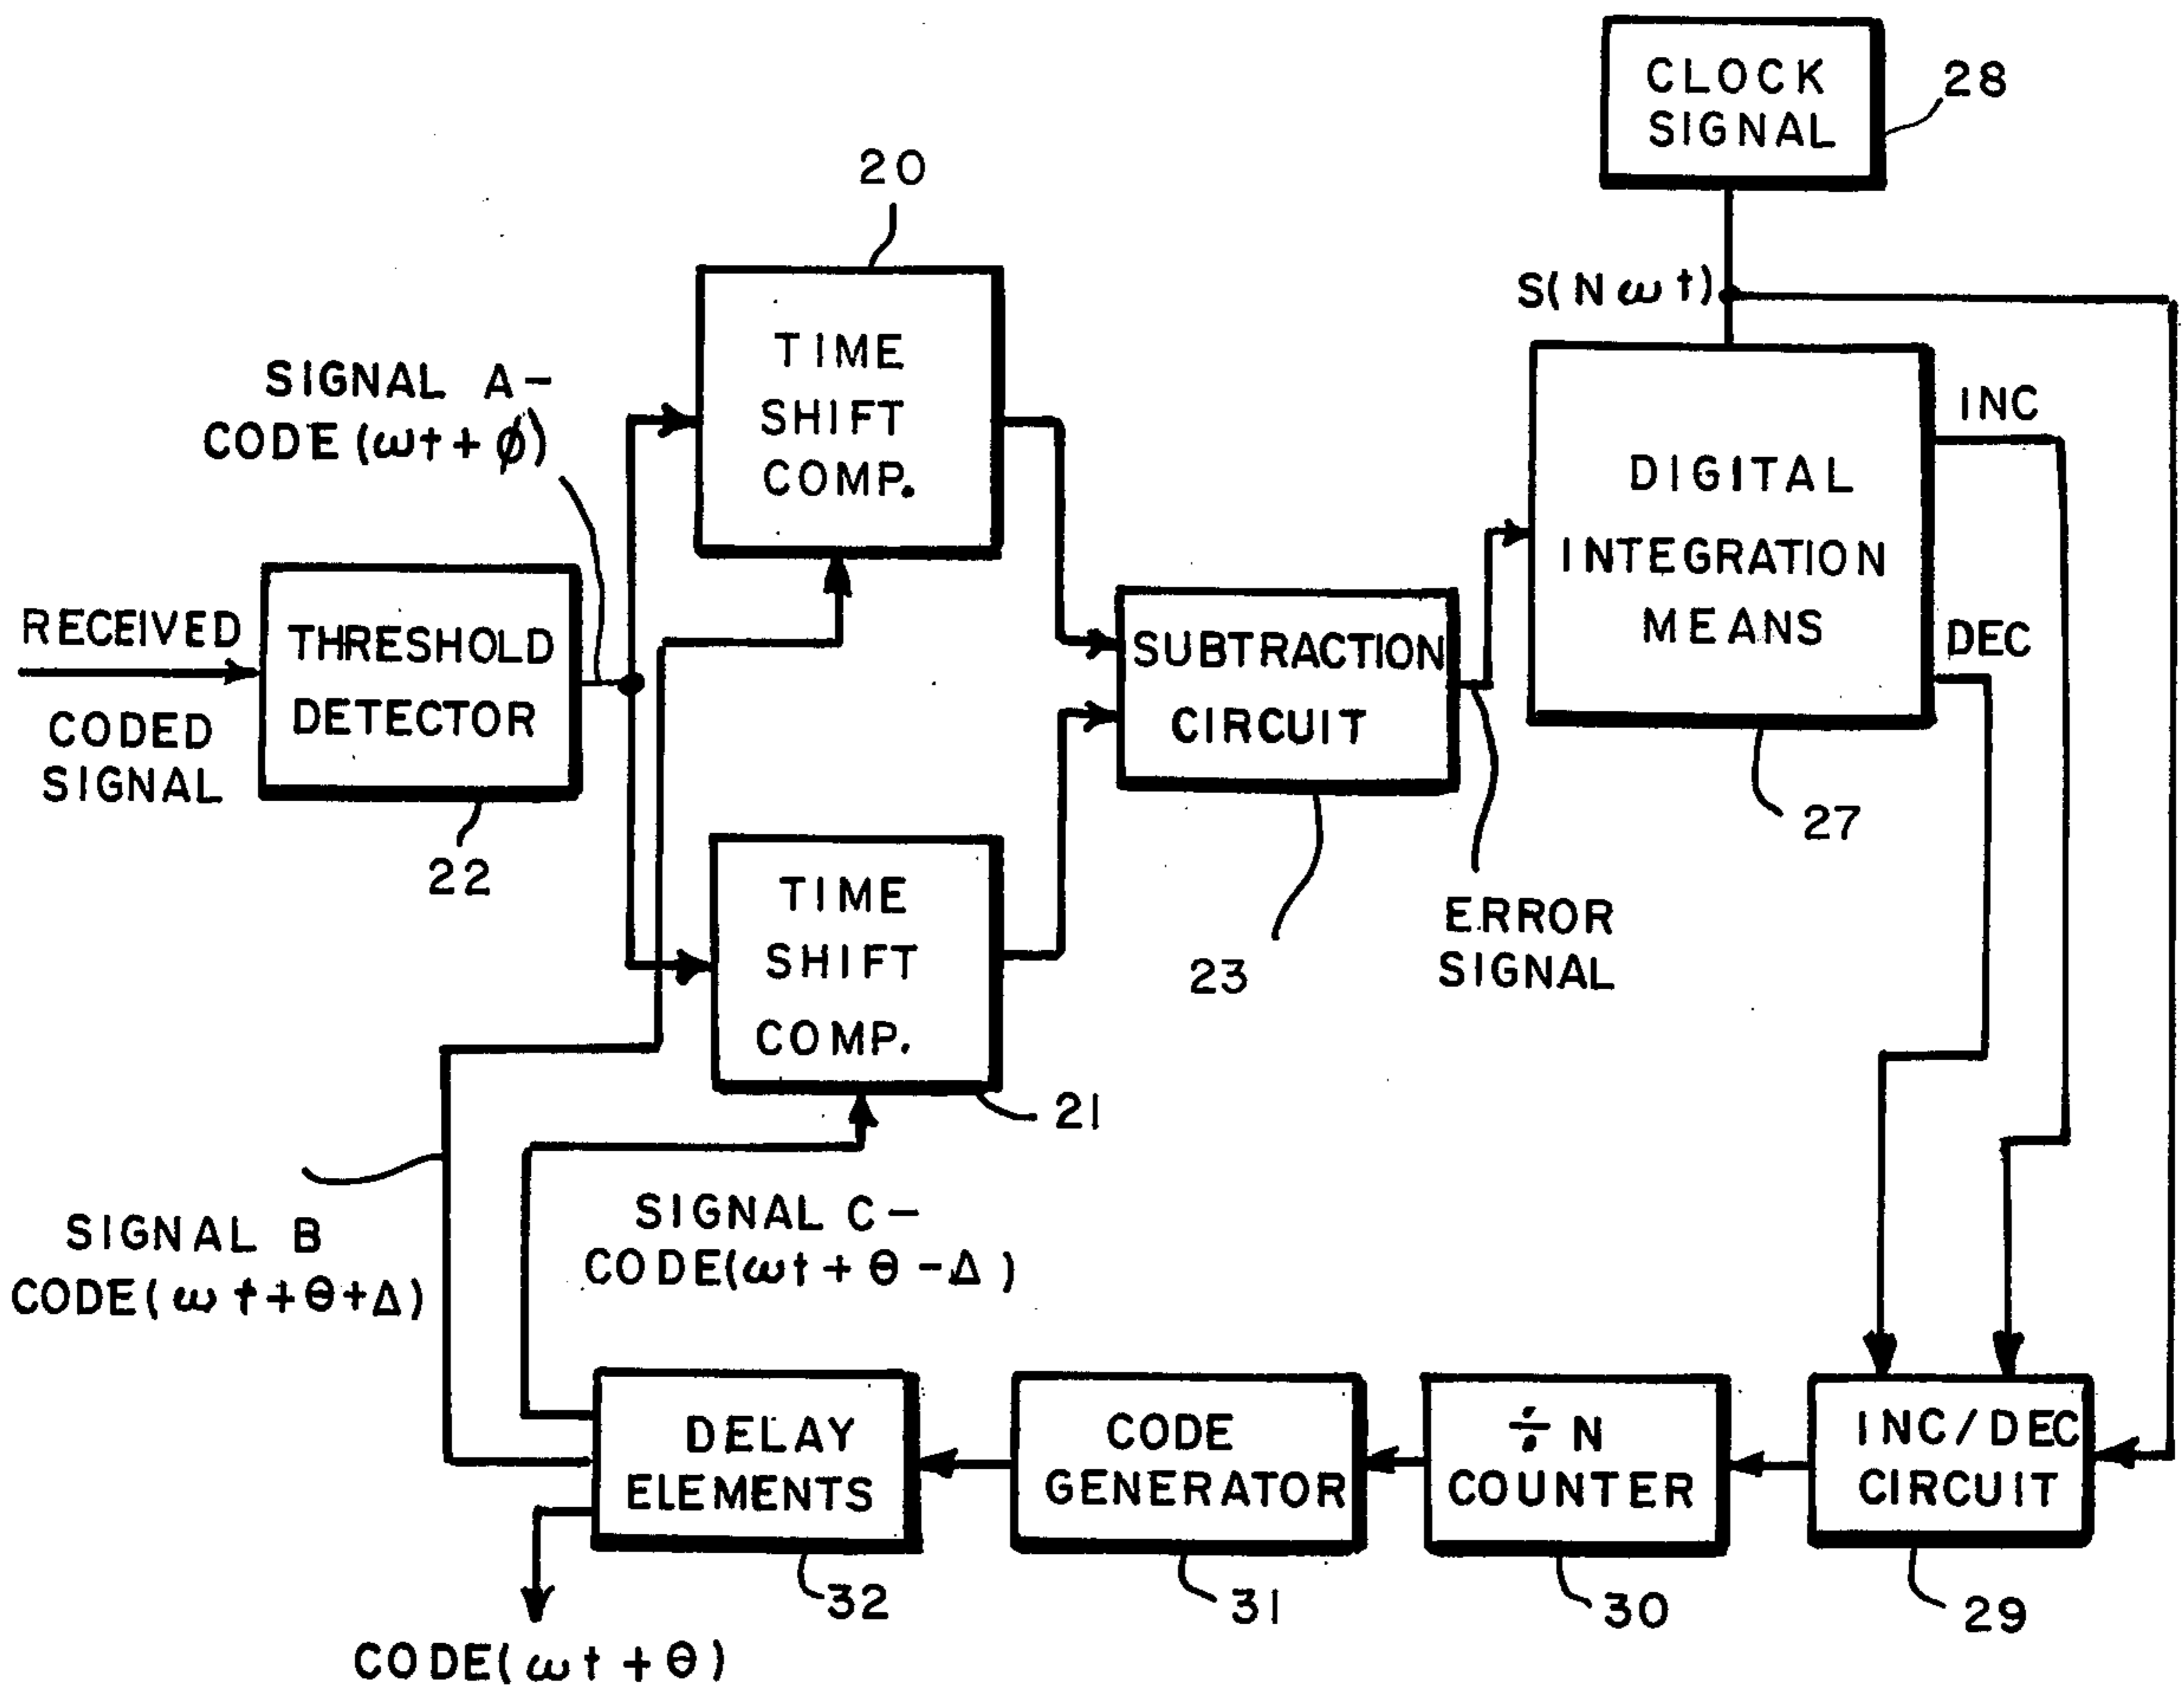 CLOCK
SIGNAL
28
20
S(Nωt)
TIME
SHIFT
COMP.
SIGNAL A-
CODE (ωt + ϕ)
INC
DIGITAL
INTEGRATION
MEANS
DEC
RECEIVED
CODED
SIGNAL
THRESHOLD
DETECTOR
22
SUBTRACTION
CIRCUIT
23
27
ERROR
SIGNAL
TIME
SHIFT
COMP.
21
SIGNAL B
CODE(ωt+θ+Δ)
SIGNAL C-
CODE(ωt+θ-Δ)
DELAY
ELEMENTS
32
CODE
GENERATOR
31
÷ N
COUNTER
30
INC/DEC
CIRCUIT
29
CODE(ωt+θ)